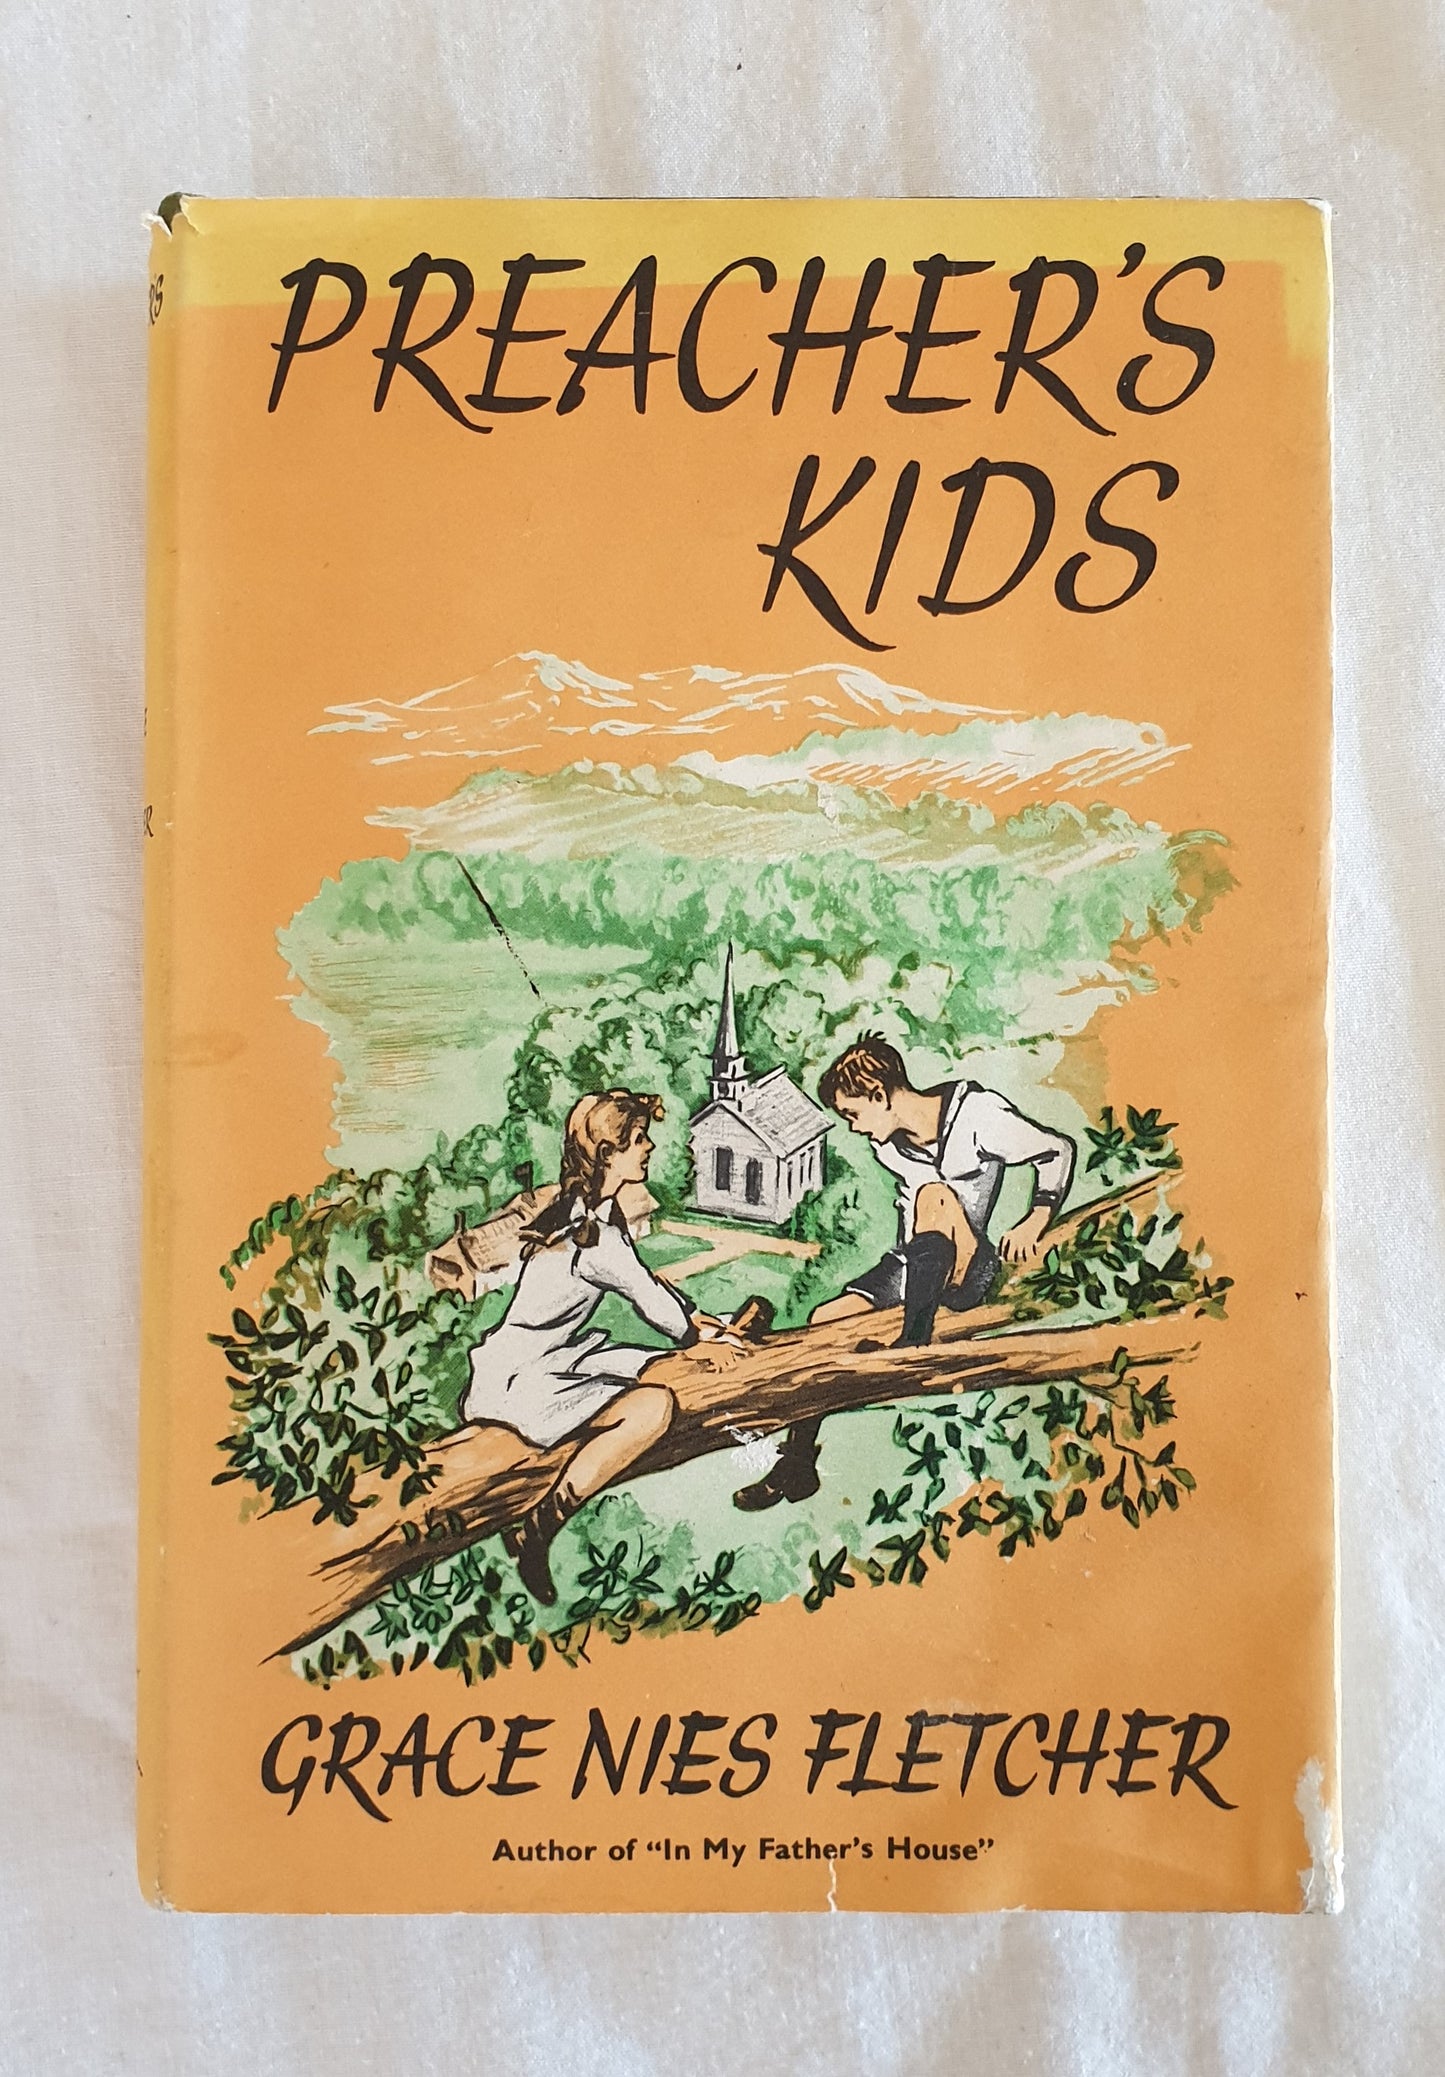 PREACHER'S
KIDS
GRACE NIES FLETCHER
Author of "In My Father's House"